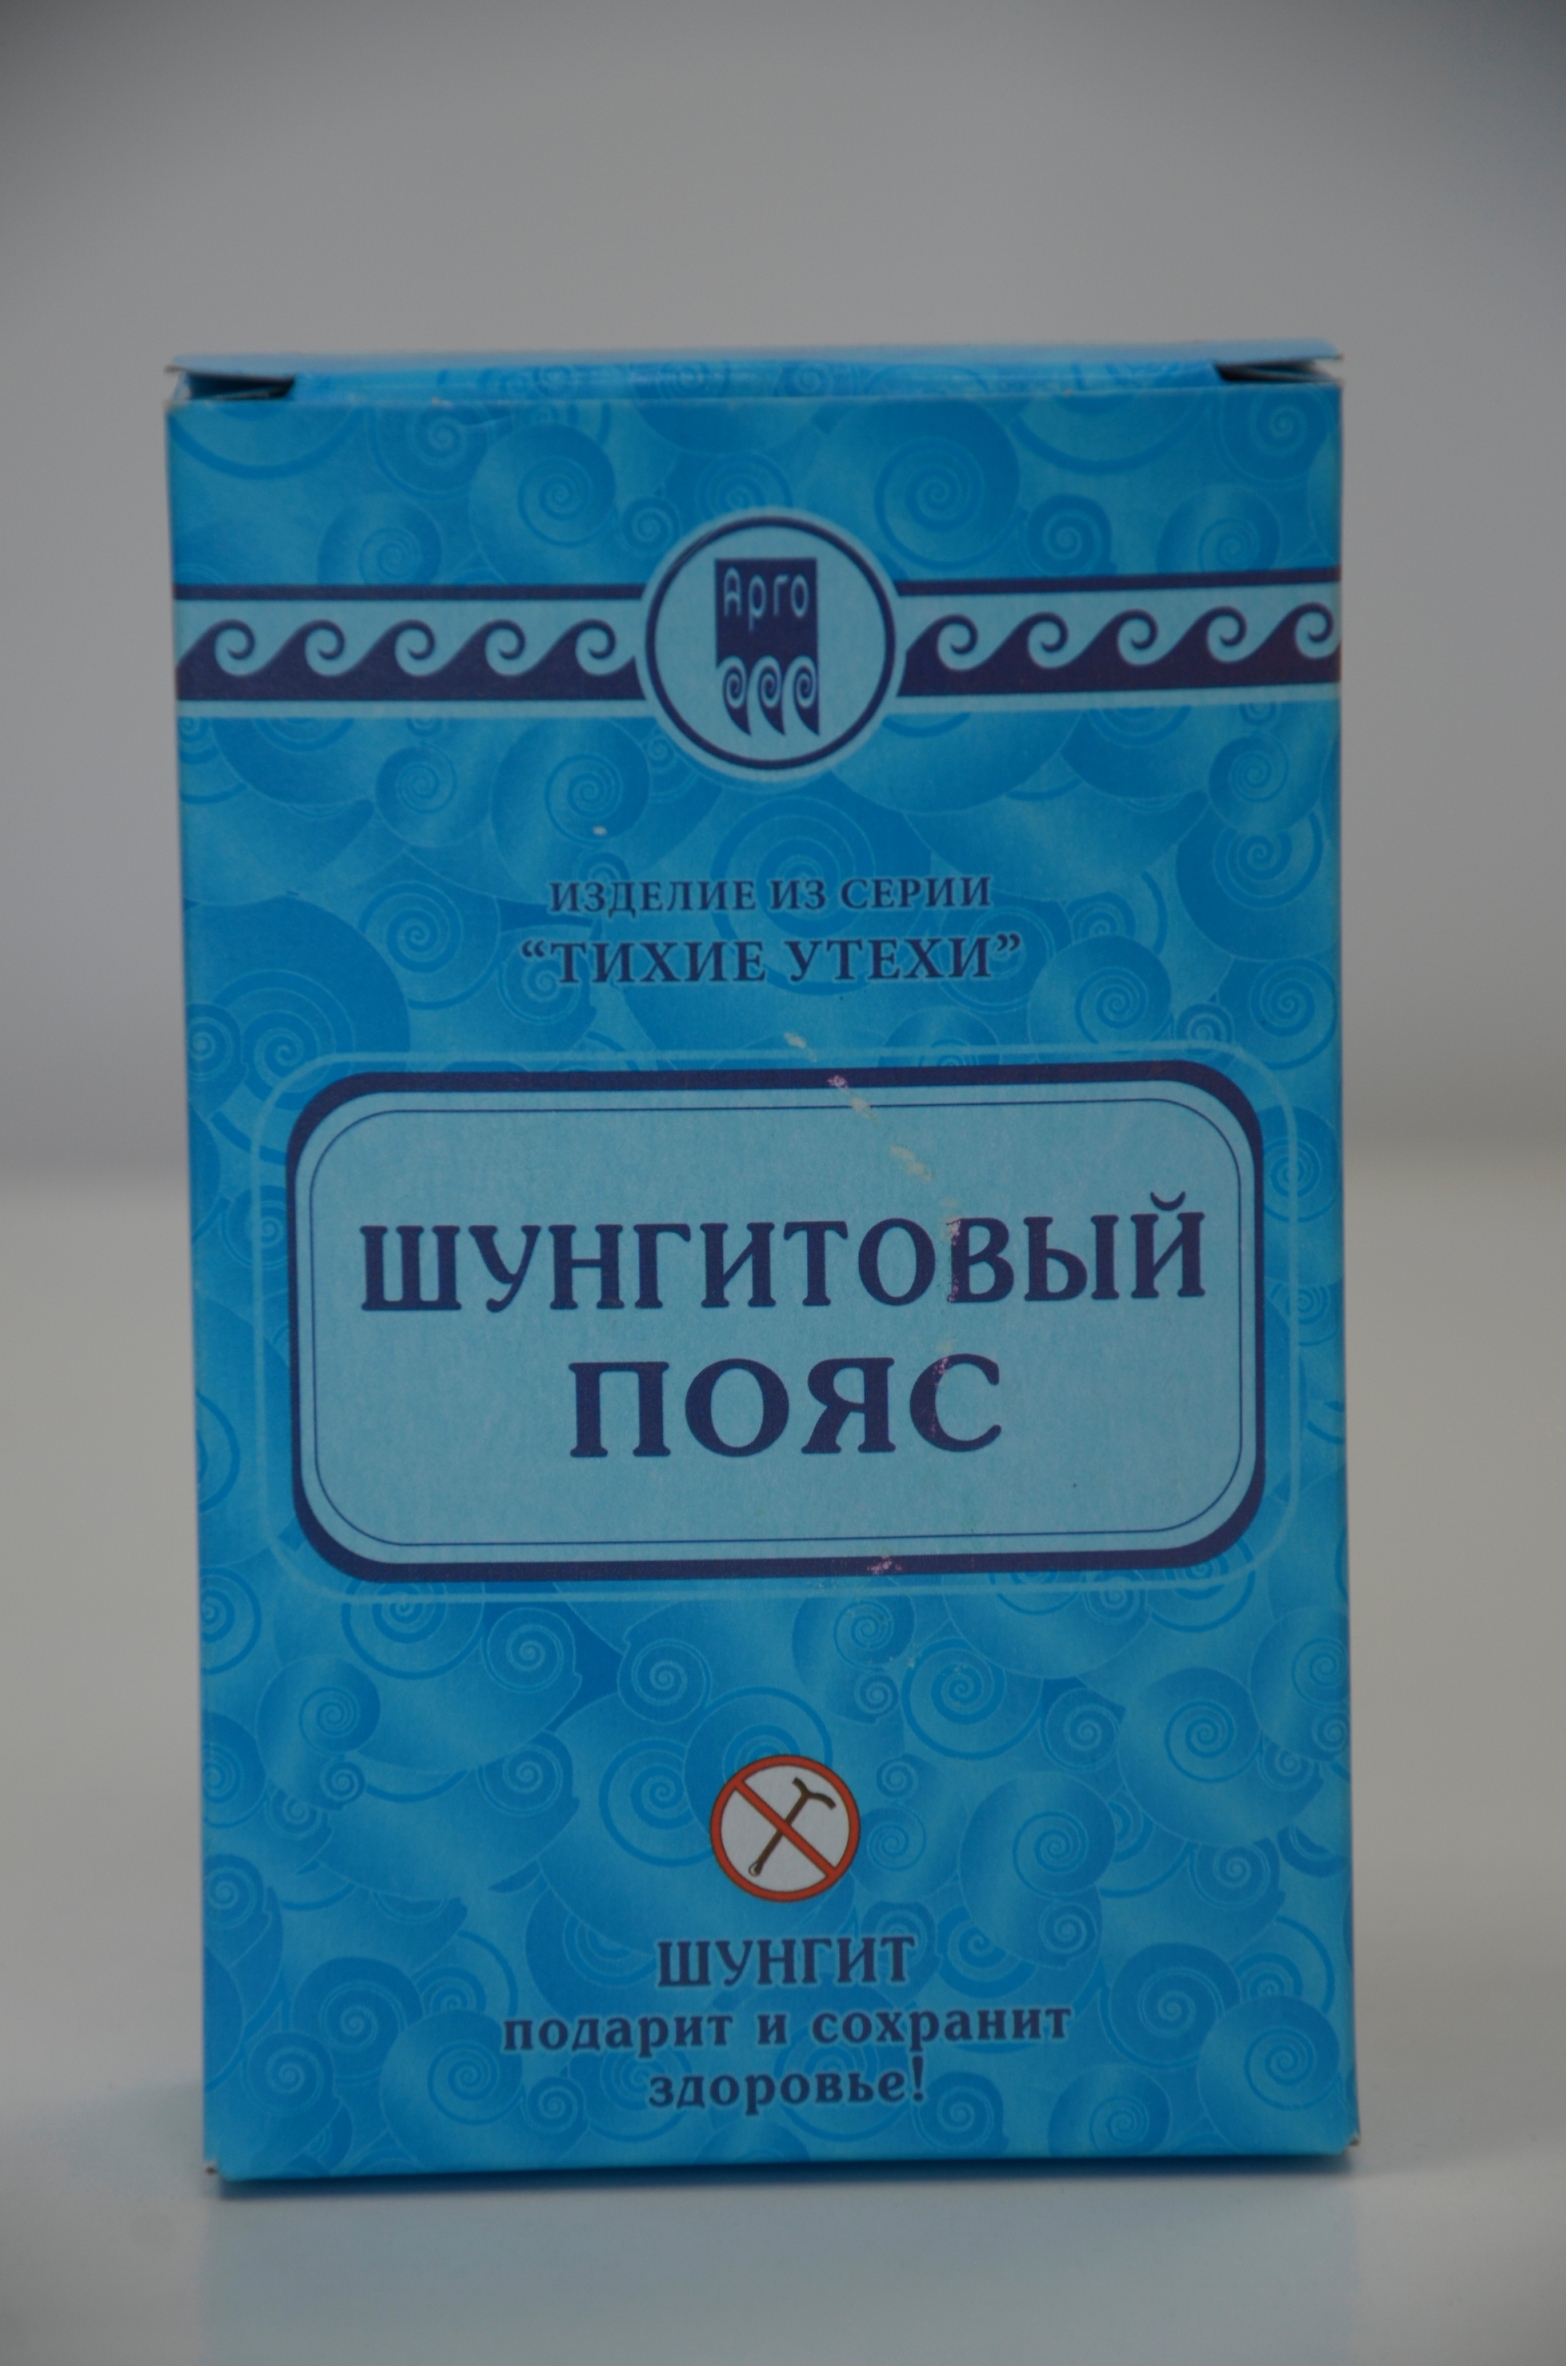 Арго
ИЗДЕЛИЕ ИЗ СЕРИИ
“ТИХИЕ УТЕХИ”
ШУНГИТОВЫЙ
ПОЯС
ШУНГИТ
подарит и сохранит
здоровье!